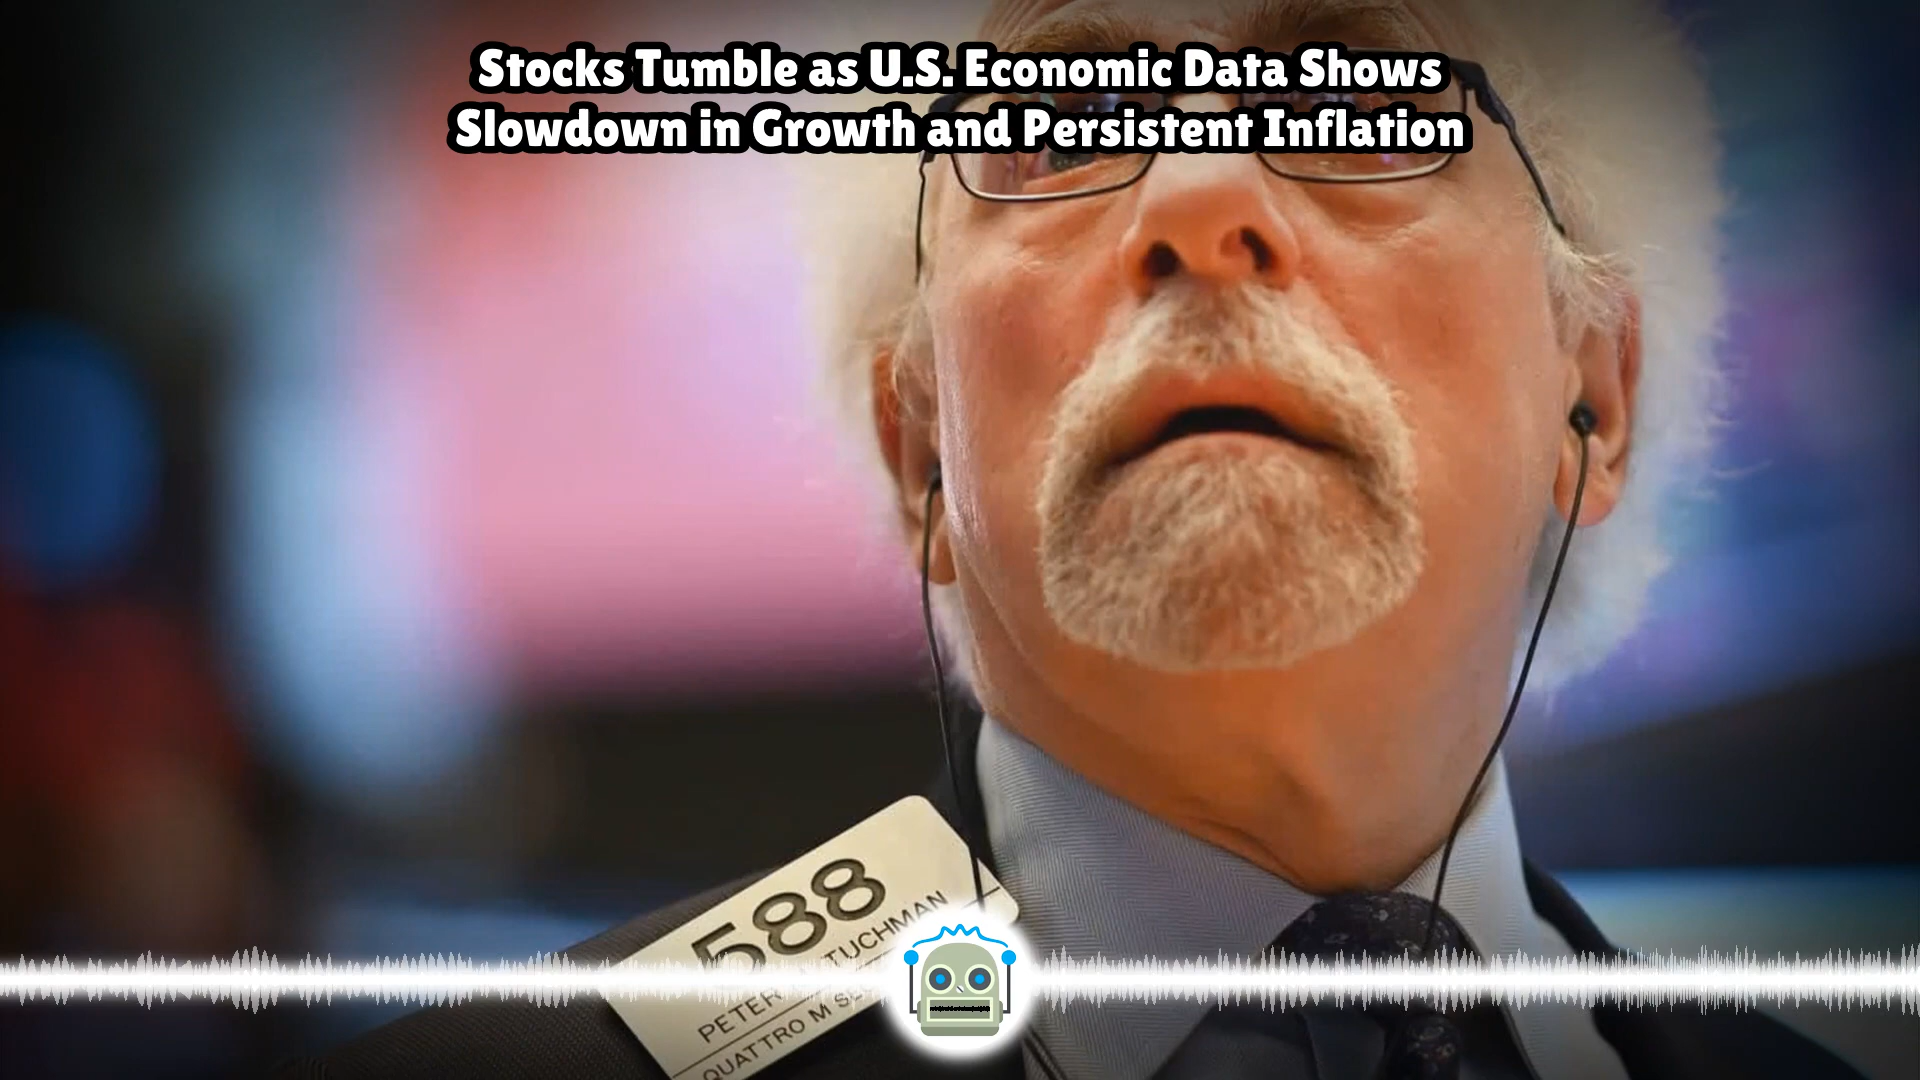 Stocks Tumble as U.S. Economic Data Shows
Slowdown in Growth and Persistent Inflation
588
PETER TUCHMAN
QUATTRO M